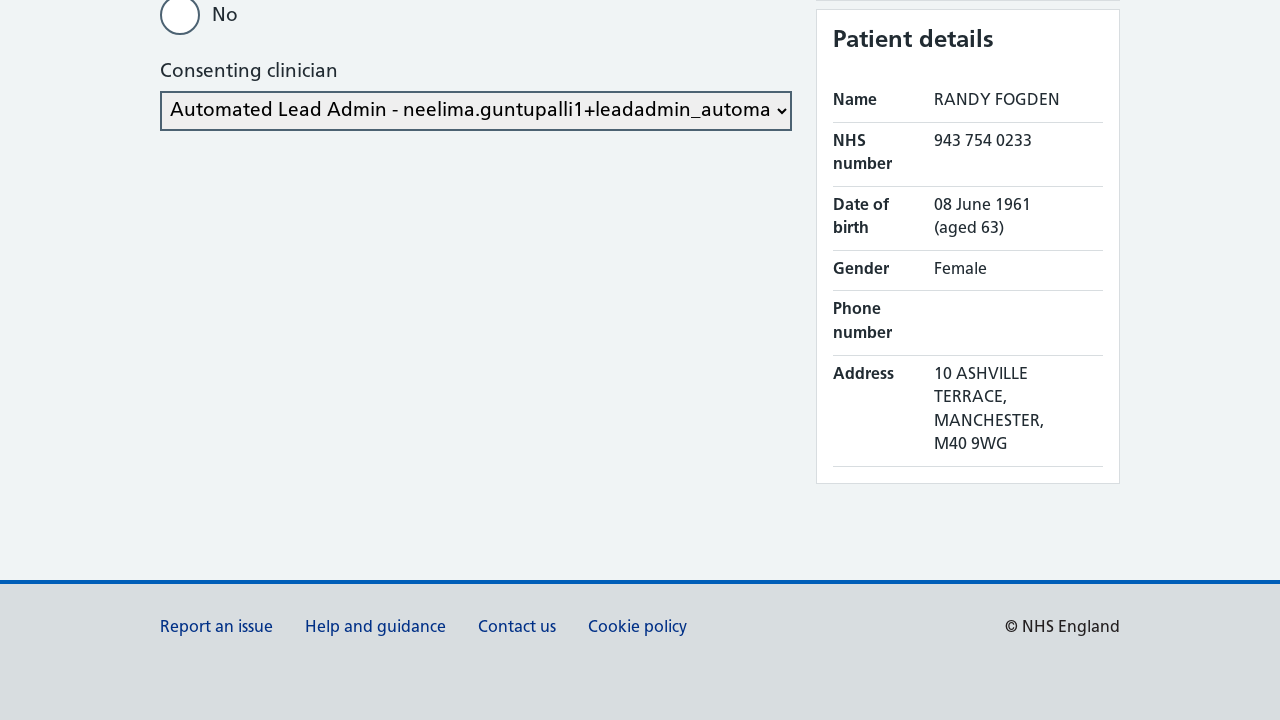 No
Consenting clinician
Automated Lead Admin - neelima.guntupalli1+leadadmin_automa
Patient details
Name RANDY FOGDEN
NHS number 943 754 0233
Date of birth 08 June 1961 (aged 63)
Gender Female
Phone number
Address 10 ASHVILLE
TERRACE,
MANCHESTER,
M40 9WG
Report an issue Help and guidance Contact us Cookie policy © NHS England